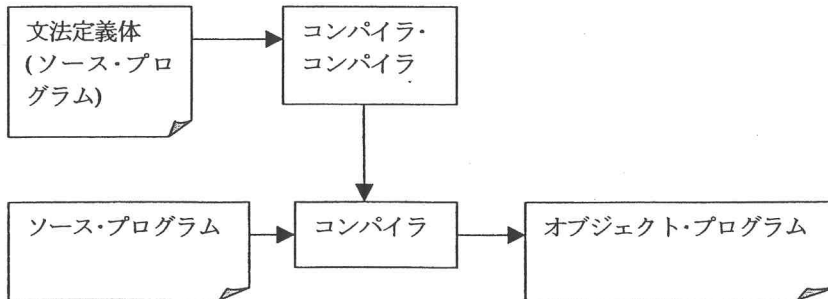 文法定義体
(ソース・プロ
グラム)
コンパイラ・
コンパイラ
ソース・プログラム
コンパイラ
オブジェクト・プログラム